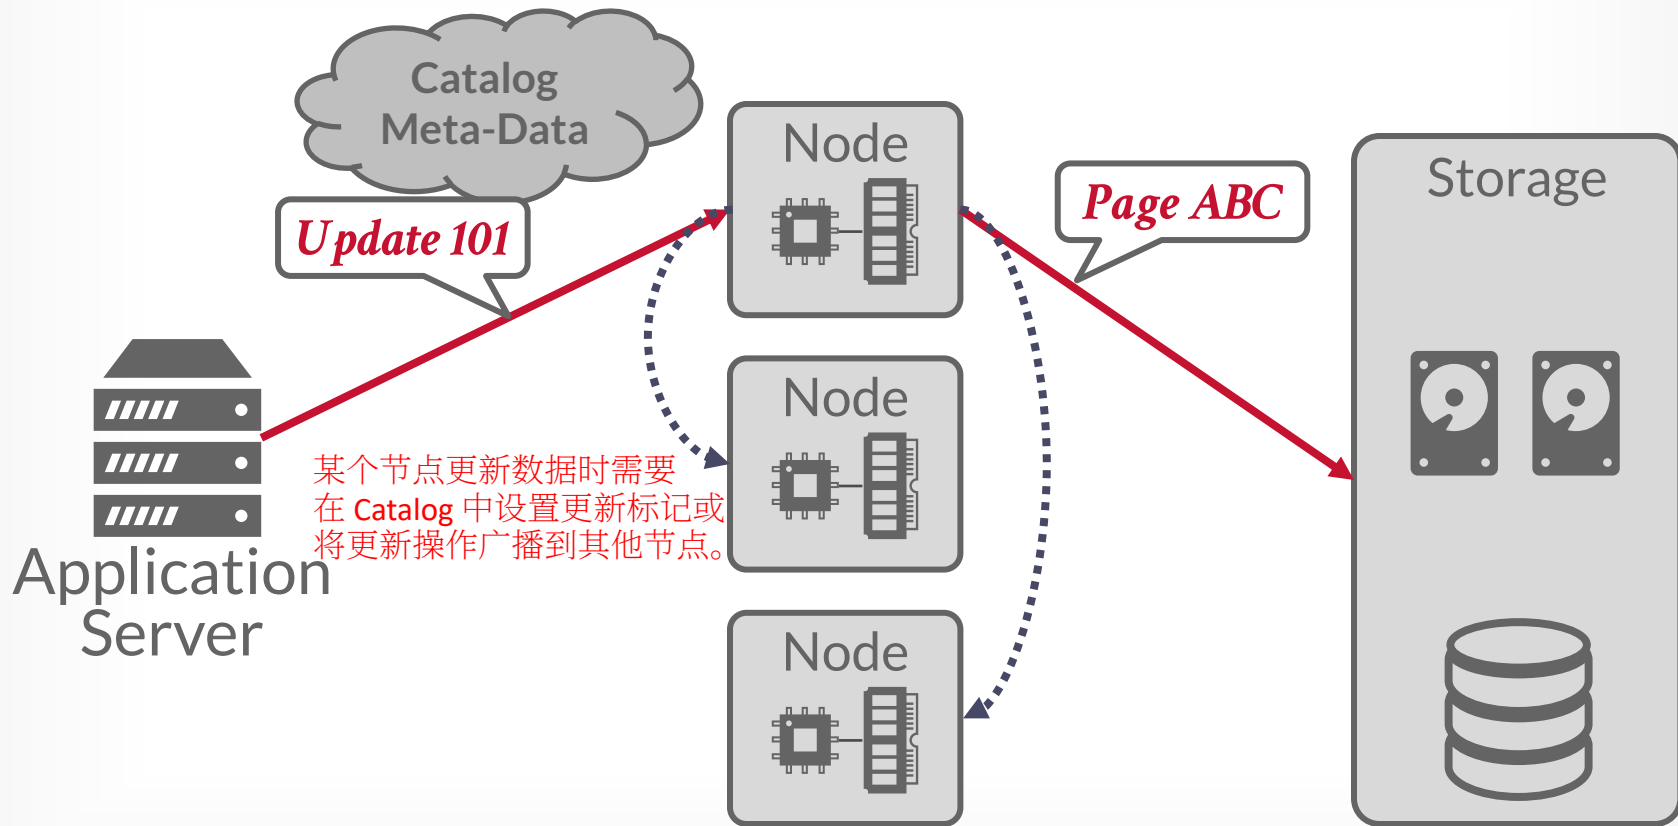 Catalog
Meta-Data
Node
Update 101
Page ABC
Storage
Node
某个节点更新数据时需要
在 Catalog 中设置更新标记或
将更新操作广播到其他节点。
Application
Server
Node